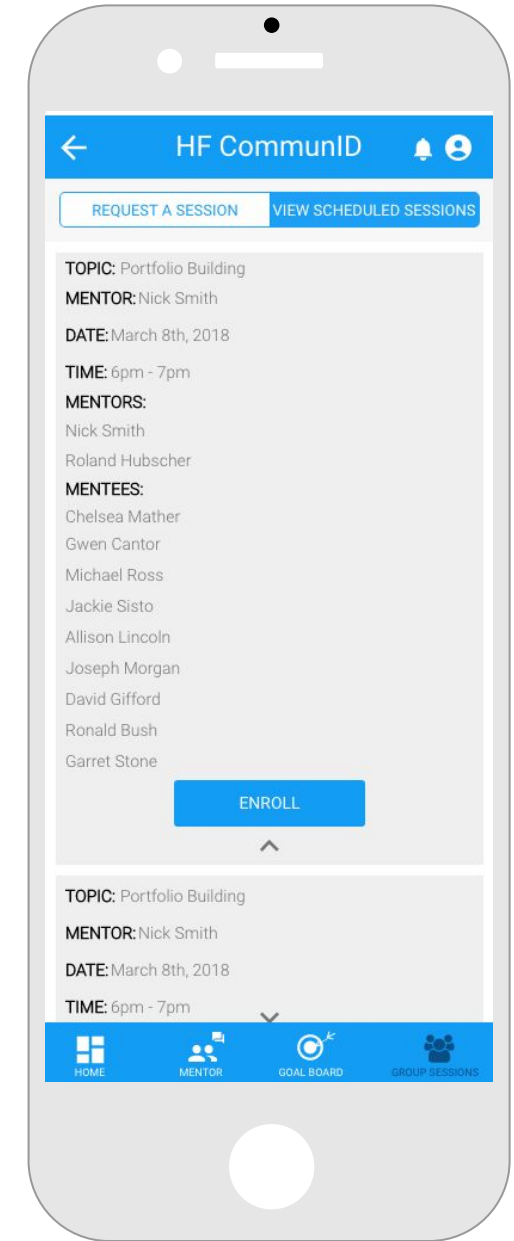 HF CommunID
REQUEST A SESSION VIEW SCHEDULED SESSIONS
TOPIC: Portfolio Building
MENTOR: Nick Smith
DATE: March 8th, 2018
TIME: 6pm - 7pm
MENTORS:
Nick Smith
Roland Hubscher
MENTEES:
Chelsea Mather
Gwen Cantor
Michael Ross
Jackie Sisto
Allison Lincoln
Joseph Morgan
David Gifford
Ronald Bush
Garret Stone
ENROLL
TOPIC: Portfolio Building
MENTOR: Nick Smith
DATE: March 8th, 2018
TIME: 6pm - 7pm
HOME MENTOR GOAL BOARD GROUP SESSIONS